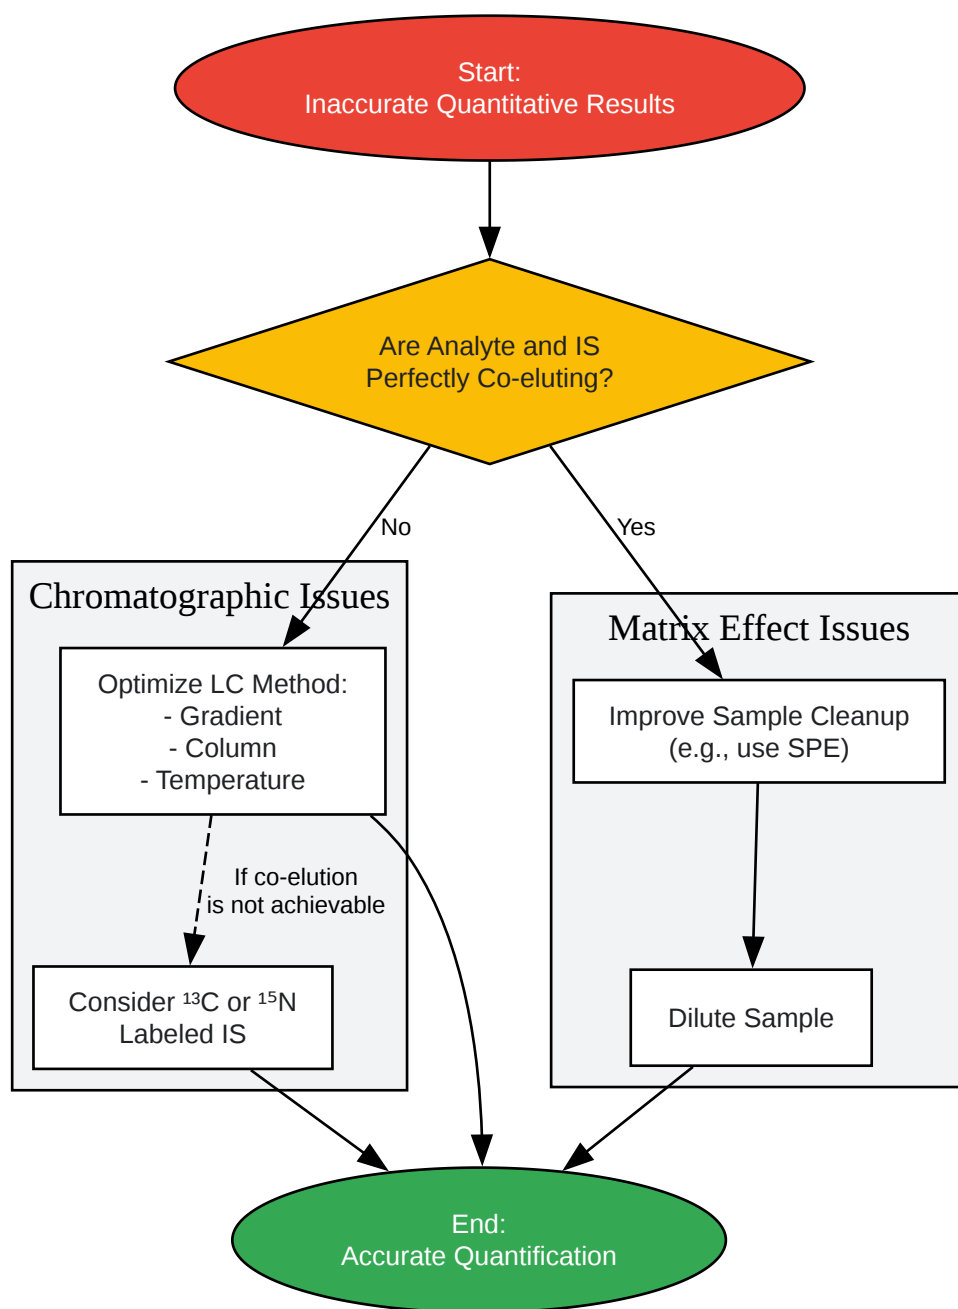 Start:
Inaccurate Quantitative Results
Are Analyte and IS
Perfectly Co-eluting?
No
Yes
Chromatographic Issues
Optimize LC Method:
- Gradient
- Column
- Temperature
If co-elution
is not achievable
Consider ¹³C or ¹⁵N
Labeled IS
Matrix Effect Issues
Improve Sample Cleanup
(e.g., use SPE)
Dilute Sample
End:
Accurate Quantification